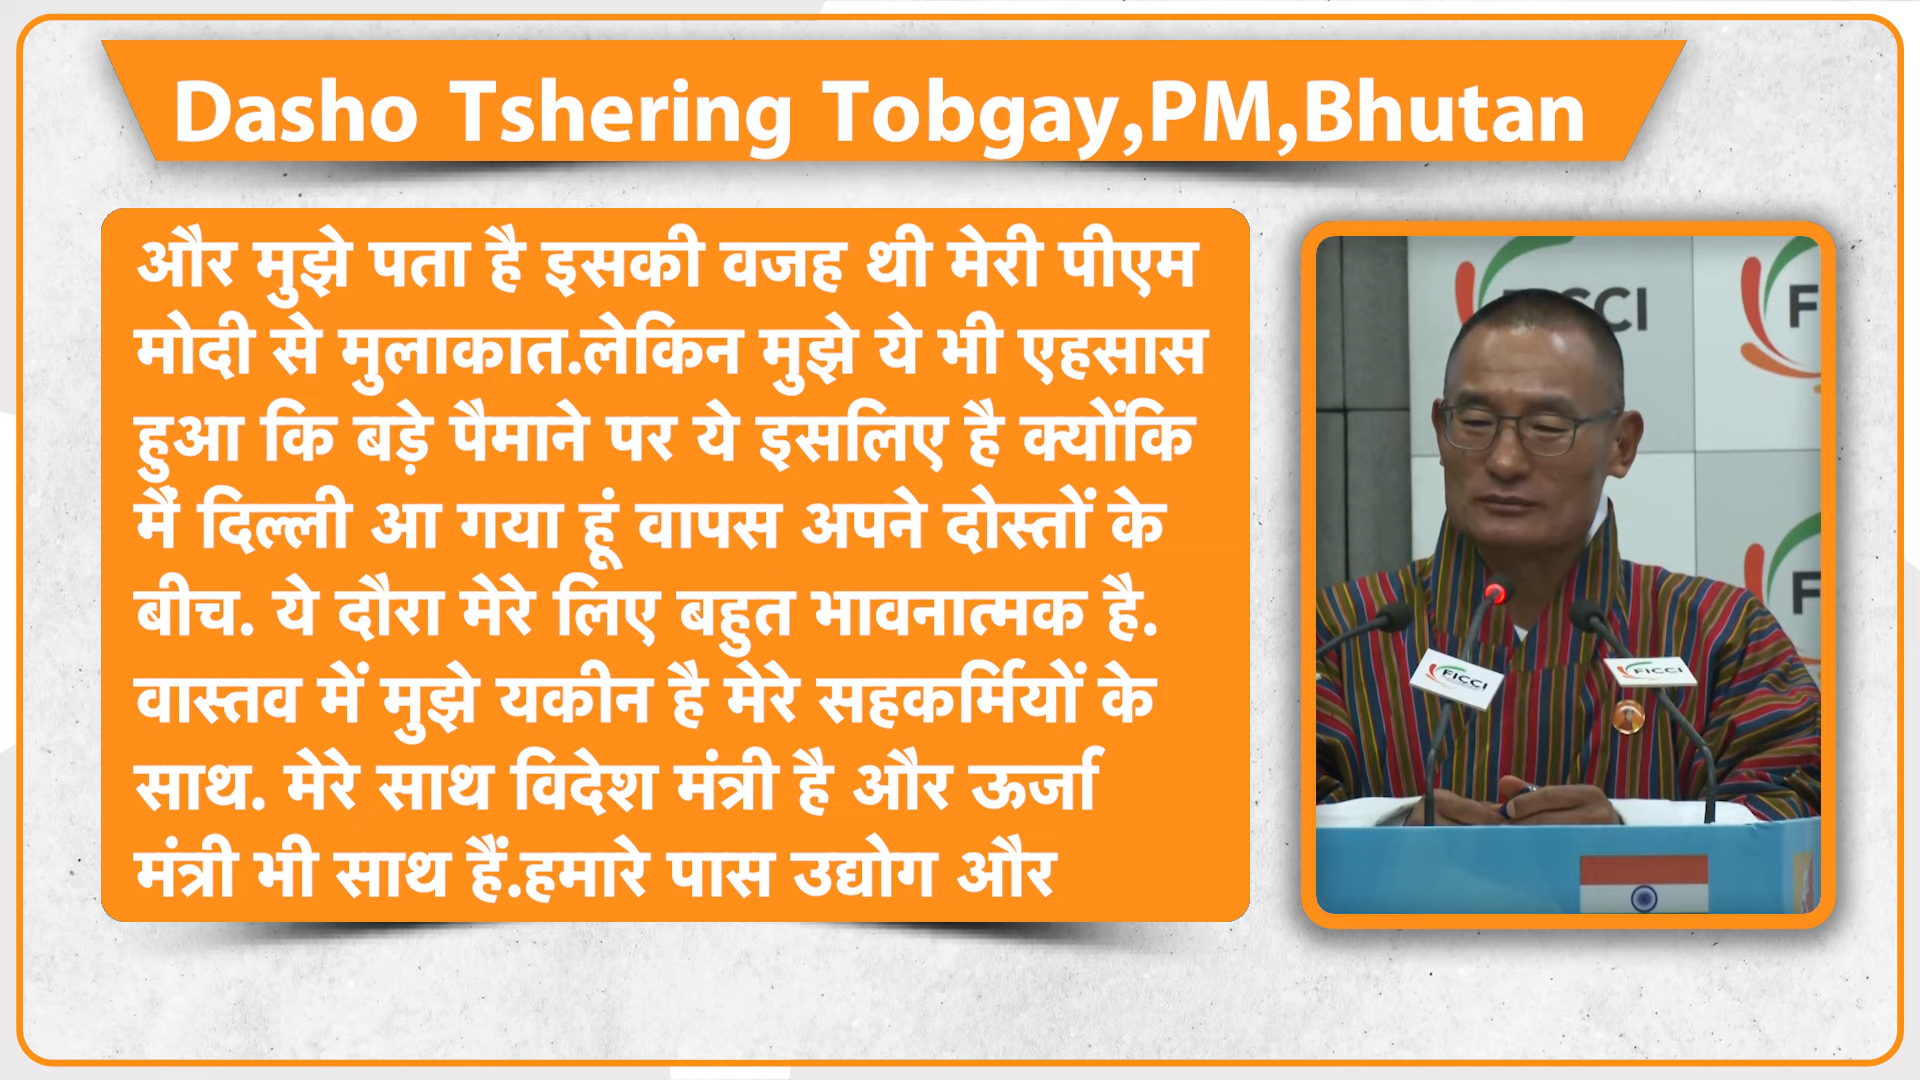 Dasho Tshering Tobgay,PM,Bhutan
और मुझे पता है इसकी वजह थी मेरी पीएम
मोदी से मुलाकात.लेकिन मुझे ये भी एहसास
हुआ कि बड़े पैमाने पर ये इसलिए है क्योंकि
मैं दिल्ली आ गया हूं वापस अपने दोस्तों के
बीच. ये दौरा मेरे लिए बहुत भावनात्मक है.
वास्तव में मुझे यकीन है मेरे सहकर्मियों के
साथ. मेरे साथ विदेश मंत्री है और ऊर्जा
मंत्री भी साथ हैं.हमारे पास उद्योग और
FICCI
F
F
FICCI
FICCI